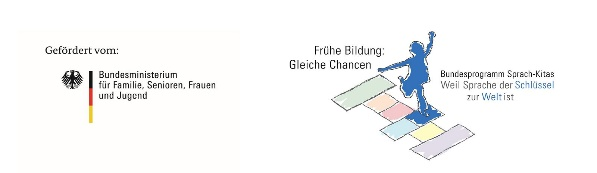 Gefördert vom:
Bundesministerium
für Familie, Senioren, Frauen
und Jugend
Frühe Bildung:
Gleiche Chancen
Bundesprogramm Sprach-Kitas
Weil Sprache der Schlüssel
zur Welt ist